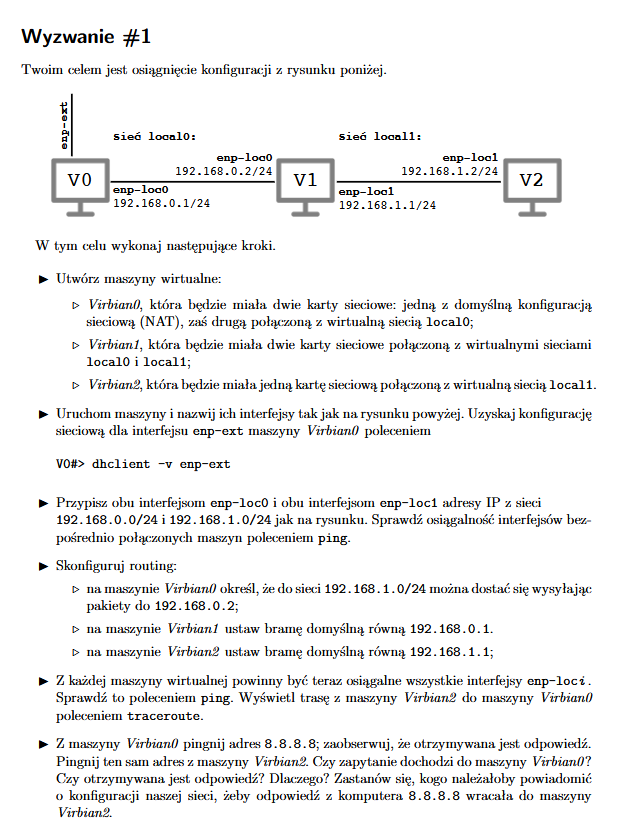 Wyzwanie #1
Twoim celem jest osiągnięcie konfiguracji z rysunku poniżej.
enp-ext
sieć local0:
sieć local1:
enp-loc0
192.168.0.2/24
enp-loc1
192.168.1.2/24
V0
V1
V2
enp-loc0
192.168.0.1/24
enp-loc1
192.168.1.1/24
W tym celu wykonaj następujące kroki.
▶ Utwórz maszyny wirtualne:
▷ Virbian0, która będzie miała dwie karty sieciowe: jedną z domyślną konfiguracją
sieciową (NAT), zaś drugą połączoną z wirtualną siecią local0;
▷ Virbian1, która będzie miała dwie karty sieciowe połączoną z wirtualnymi sieciami
local0 i local1;
▷ Virbian2, która będzie miała jedną kartę sieciową połączoną z wirtualną siecią local1.
▶ Uruchom maszyny i nazwij ich interfejsy tak jak na rysunku powyżej. Uzyskaj konfigurację
sieciową dla interfejsu enp-ext maszyny Virbian0 poleceniem
V0#> dhclient -v enp-ext
▶ Przypisz obu interfejsom enp-loc0 i obu interfejsom enp-loc1 adresy IP z sieci
192.168.0.0/24 i 192.168.1.0/24 jak na rysunku. Sprawdź osiągalność interfejsów bez-
pośrednio połączonych maszyn poleceniem ping.
▶ Skonfiguruj routing:
▷ na maszynie Virbian0 określ, że do sieci 192.168.1.0/24 można dostać się wysyłając
pakiety do 192.168.0.2;
▷ na maszynie Virbian1 ustaw bramę domyślną równą 192.168.0.1.
▷ na maszynie Virbian2 ustaw bramę domyślną równą 192.168.1.1;
▶ Z każdej maszyny wirtualnej powinny być teraz osiągalne wszystkie interfejsy enp-loci.
Sprawdź to poleceniem ping. Wyświetl trasę z maszyny Virbian2 do maszyny Virbian0
poleceniem traceroute.
▶ Z maszyny Virbian0 pingnij adres 8.8.8.8; zaobserwuj, że otrzymywana jest odpowiedź.
Pingnij ten sam adres z maszyny Virbian2. Czy zapytanie dochodzi do maszyny Virbian0?
Czy otrzymywana jest odpowiedź? Dlaczego? Zastanów się, kogo należałoby powiadomić
o konfiguracji naszej sieci, żeby odpowiedź z komputera 8.8.8.8 wracała do maszyny
Virbian2.